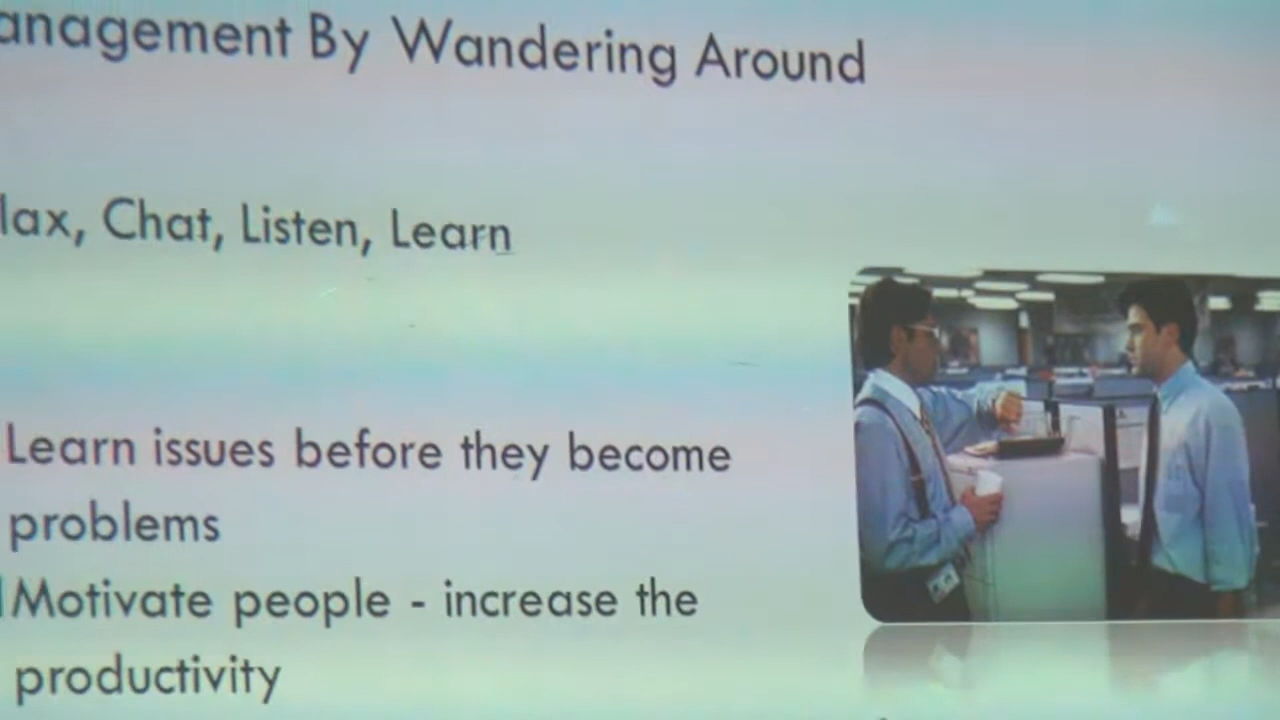 anagement By Wandering Around
lax, Chat, Listen, Learn
Learn issues before they become
problems
Motivate people - increase the
productivity